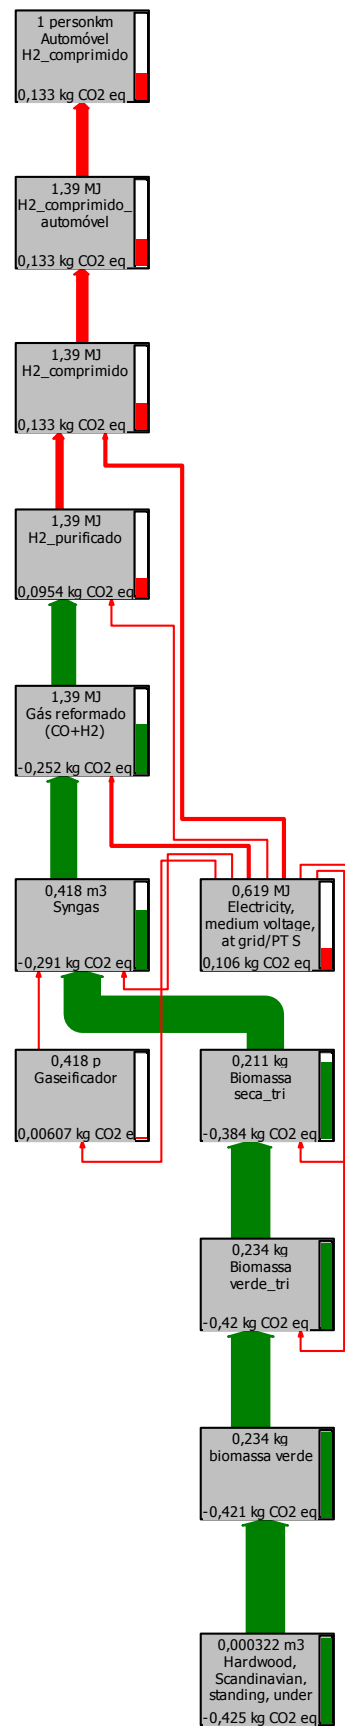 1 personkm
Automóvel
H2_comprimido
0,133 kg CO2 eq
1,39 MJ
H2_comprimido_
automóvel
0,133 kg CO2 eq
1,39 MJ
H2_comprimido
0,133 kg CO2 eq
1,39 MJ
H2_purificado
0,0954 kg CO2 eq
1,39 MJ
Gás reformado
(CO+H2)
-0,252 kg CO2 eq
0,418 m3
Syngas
-0,291 kg CO2 eq
0,619 MJ
Electricity,
medium voltage,
at grid/PT S
0,106 kg CO2 eq
0,418 p
Gaseificador
0,00607 kg CO2 e
0,211 kg
Biomassa
seca_tri
-0,384 kg CO2 eq
0,234 kg
Biomassa
verde_tri
-0,42 kg CO2 eq
0,234 kg
biomassa verde
-0,421 kg CO2 eq
0,000322 m3
Hardwood,
Scandinavian,
standing, under
-0,425 kg CO2 eq